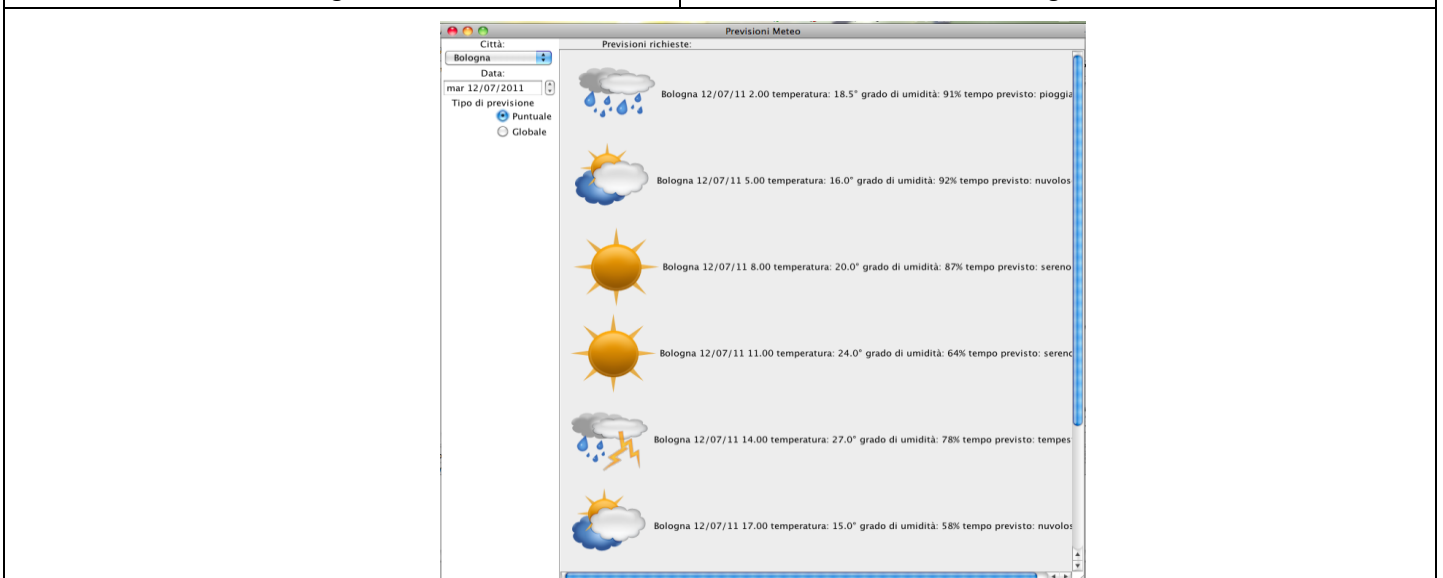 Previsioni Meteo
Città:
Bologna
Data:
mar 12/07/2011
Tipo di previsione
Puntuale
Globale
Previsioni richieste:
Bologna 12/07/11 2.00 temperatura: 18.5° grado di umidità: 91% tempo previsto: pioggia
Bologna 12/07/11 5.00 temperatura: 16.0° grado di umidità: 92% tempo previsto: nuvolos
Bologna 12/07/11 8.00 temperatura: 20.0° grado di umidità: 87% tempo previsto: sereno
Bologna 12/07/11 11.00 temperatura: 24.0° grado di umidità: 64% tempo previsto: sereno
Bologna 12/07/11 14.00 temperatura: 27.0° grado di umidità: 78% tempo previsto: tempes
Bologna 12/07/11 17.00 temperatura: 15.0° grado di umidità: 58% tempo previsto: nuvolos